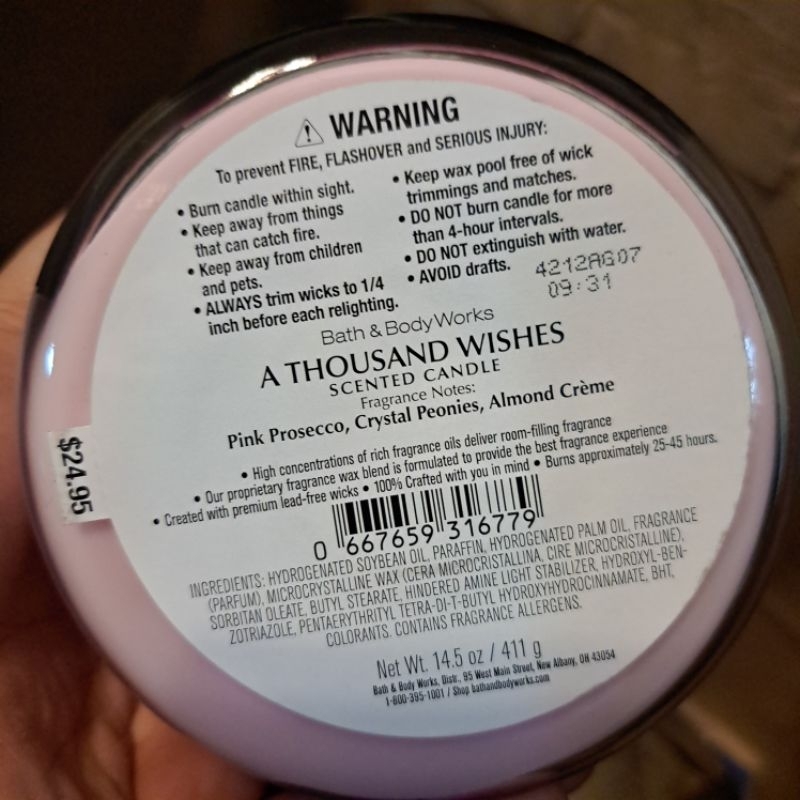 ⚠ WARNING
To prevent FIRE, FLASHOVER and SERIOUS INJURY:
• Burn candle within sight.
• Keep away from things
that can catch fire.
• Keep away from children
and pets.
• ALWAYS trim wicks to 1/4
inch before each relighting.
• Keep wax pool free of wick
trimmings and matches.
• DO NOT burn candle for more
than 4-hour intervals.
• DO NOT extinguish with water.
• AVOID drafts.
4212AG07
09:31
Bath & Body Works
A THOUSAND WISHES
SCENTED CANDLE
Fragrance Notes:
Pink Prosecco, Crystal Peonies, Almond Crème
• High concentrations of rich fragrance oils deliver room-filling fragrance
• Our proprietary fragrance wax blend is formulated to provide the best fragrance experience
• Created with premium lead-free wicks • 100% Crafted with you in mind • Burns approximately 25-45 hours.
$24.95
0 667659 316779
INGREDIENTS: HYDROGENATED SOYBEAN OIL, PARAFFIN, HYDROGENATED PALM OIL, FRAGRANCE
(PARFUM), MICROCRYSTALLINE WAX (CERA MICROCRISTALLINA, CIRE MICROCRISTALLINE),
SORBITAN OLEATE, BUTYL STEARATE, HINDERED AMINE LIGHT STABILIZER, HYDROXYL-BEN-
ZOTRIAZOLE, PENTAERYTHRITYL TETRA-DI-T-BUTYL HYDROXYHYDROCINNAMATE, BHT,
COLORANTS. CONTAINS FRAGRANCE ALLERGENS.
Net Wt. 14.5 oz / 411 g
Bath & Body Works, Distr., 95 West Main Street, New Albany, OH 43054
1-800-395-1001 / Shop bathandbodyworks.com